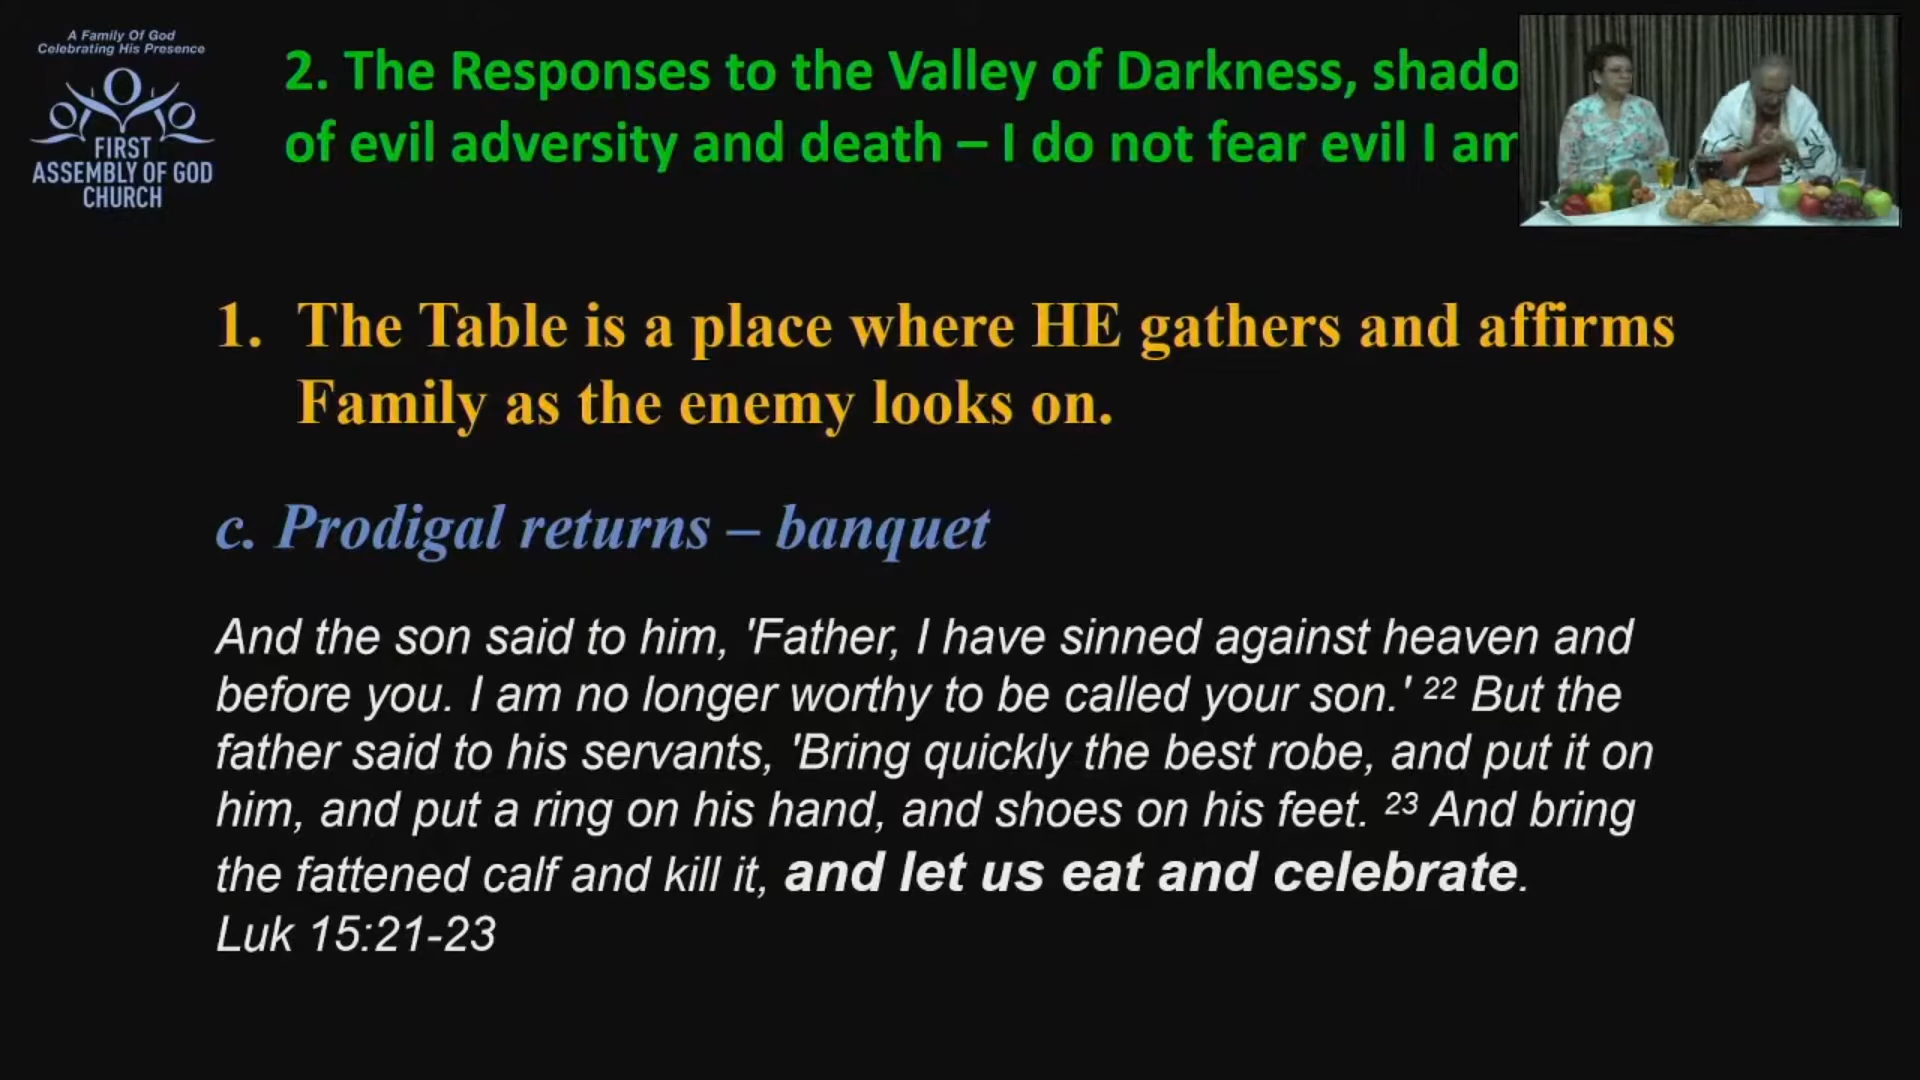 A Family Of God
Celebrating His Presence
FIRST
ASSEMBLY OF GOD
CHURCH
2. The Responses to the Valley of Darkness, shado
of evil adversity and death – I do not fear evil I am
1. The Table is a place where HE gathers and affirms
Family as the enemy looks on.
c. Prodigal returns – banquet
And the son said to him, 'Father, I have sinned against heaven and
before you. I am no longer worthy to be called your son.' 22 But the
father said to his servants, 'Bring quickly the best robe, and put it on
him, and put a ring on his hand, and shoes on his feet. 23 And bring
the fattened calf and kill it, and let us eat and celebrate.
Luk 15:21-23